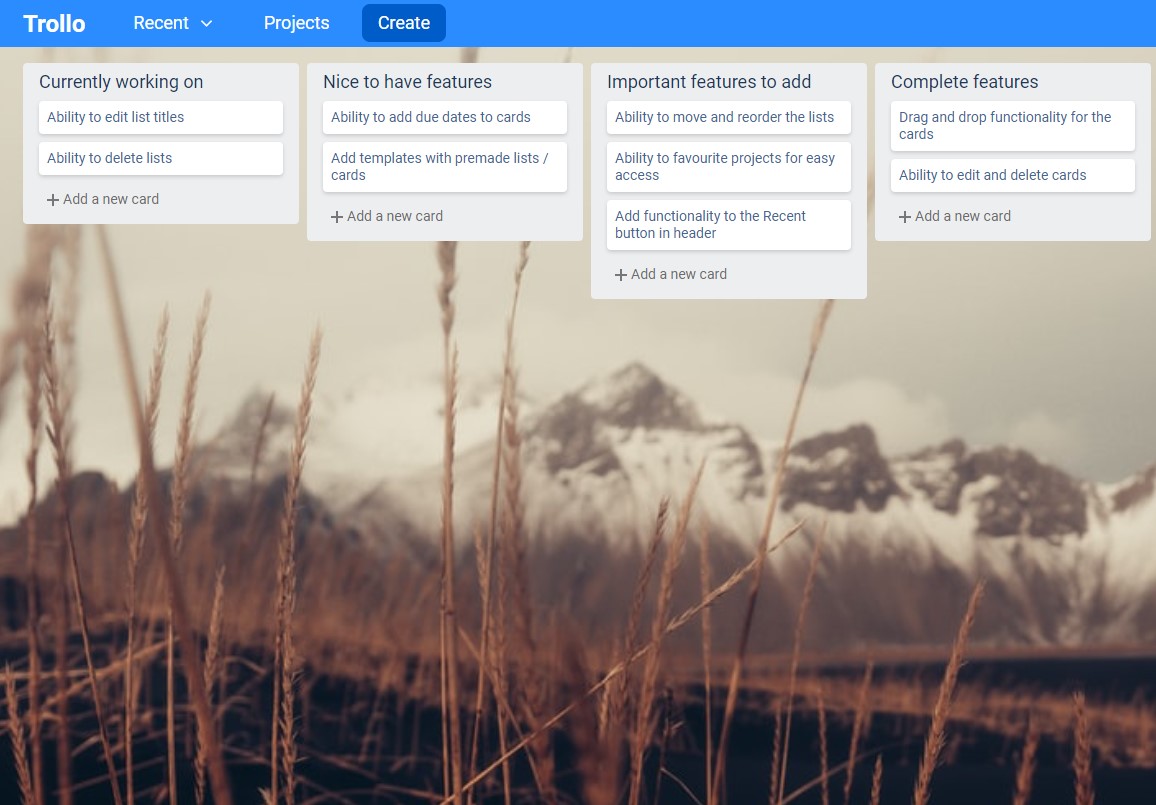 Trollo
Recent
Projects
Create
Currently working on
Ability to edit list titles
Ability to delete lists
Add a new card
Nice to have features
Ability to add due dates to cards
Add templates with premade lists /
cards
Add a new card
Important features to add
Ability to move and reorder the lists
Ability to favourite projects for easy
access
Add functionality to the Recent
button in header
Add a new card
Complete features
Drag and drop functionality for the
cards
Ability to edit and delete cards
Add a new card